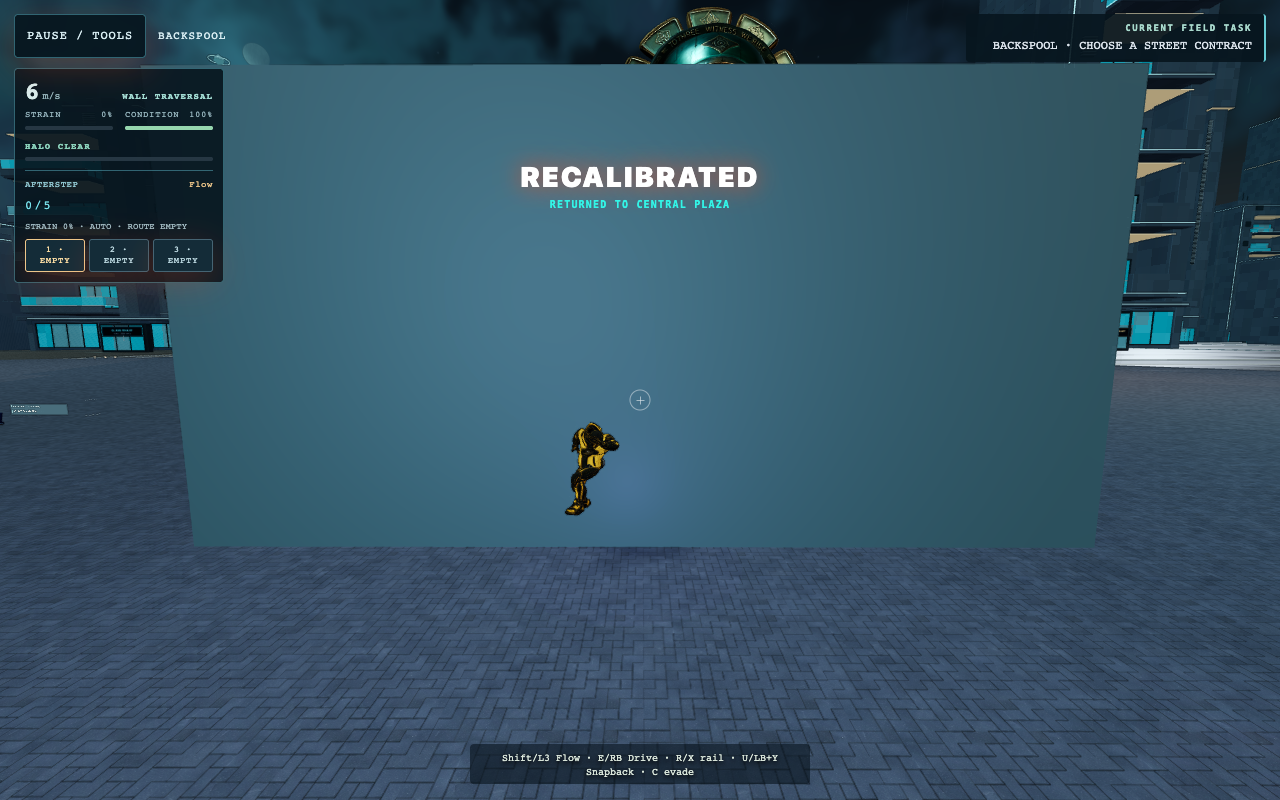 PAUSE / TOOLS
BACKSPOOL
CURRENT FIELD TASK
BACKSPOOL · CHOOSE A STREET CONTRACT
6 m/s
WALL TRAVERSAL
STRAIN 0%
CONDITION 100%
HALO CLEAR
AFTERSTEP
Flow
0 / 5
STRAIN 0% · AUTO · ROUTE EMPTY
1 · EMPTY
2 · EMPTY
3 · EMPTY
RECALIBRATED
RETURNED TO CENTRAL PLAZA
Shift/L3 Flow · E/RB Drive · R/X rail · U/LB+Y
Snapback · C evade